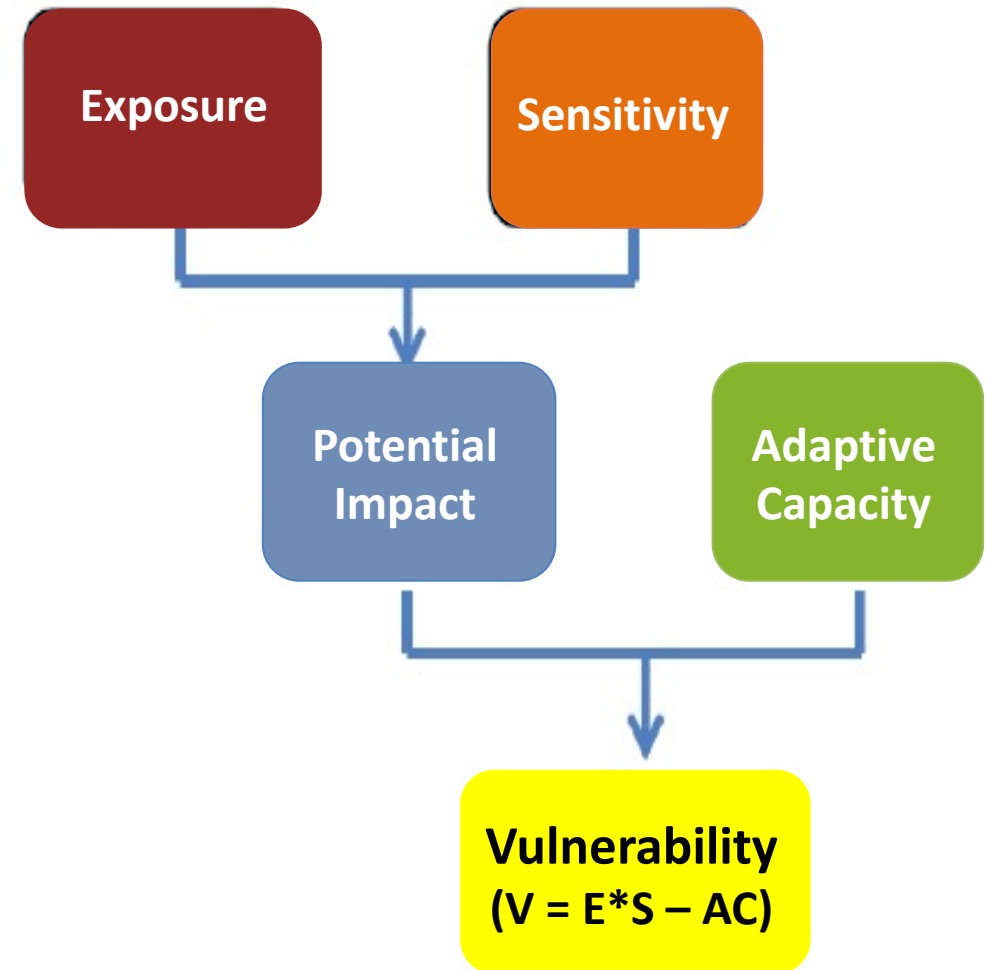 Exposure
Sensitivity
Potential
Impact
Adaptive
Capacity
Vulnerability
(V = E*S – AC)